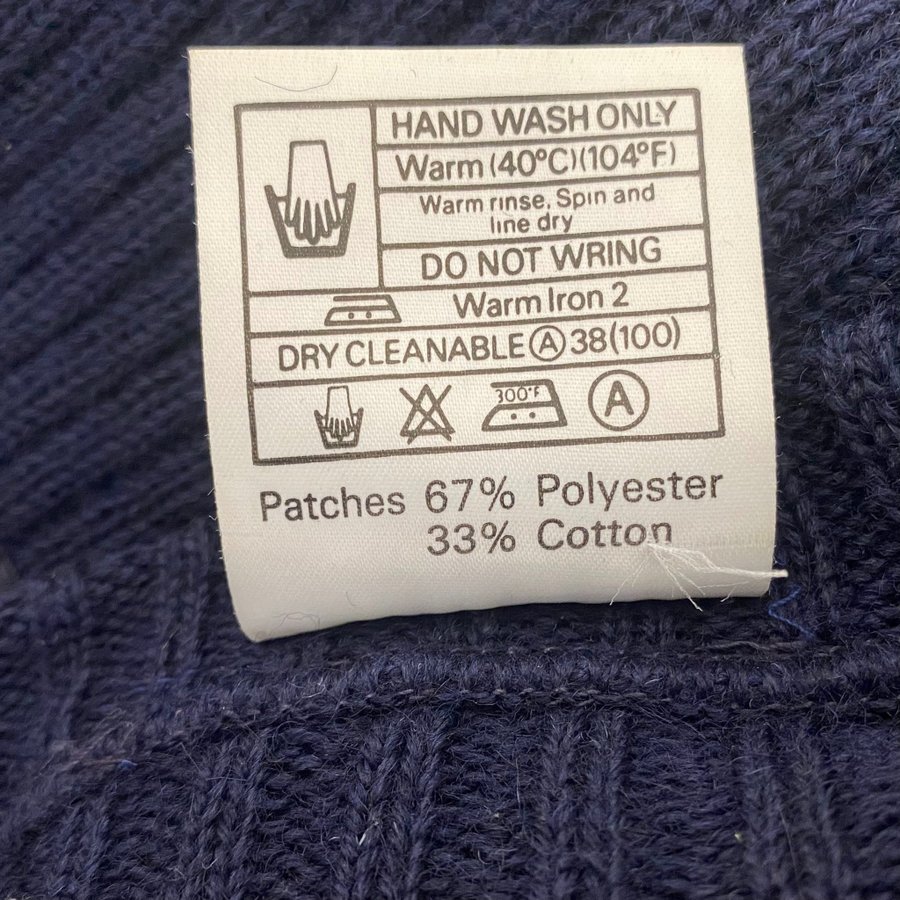 HAND WASH ONLY
Warm (40°C)(104°F)
Warm rinse, Spin and
line dry
DO NOT WRING
Warm Iron 2
DRY CLEANABLE Ⓐ 38(100)
300°F
A
Patches 67% Polyester
33% Cotton